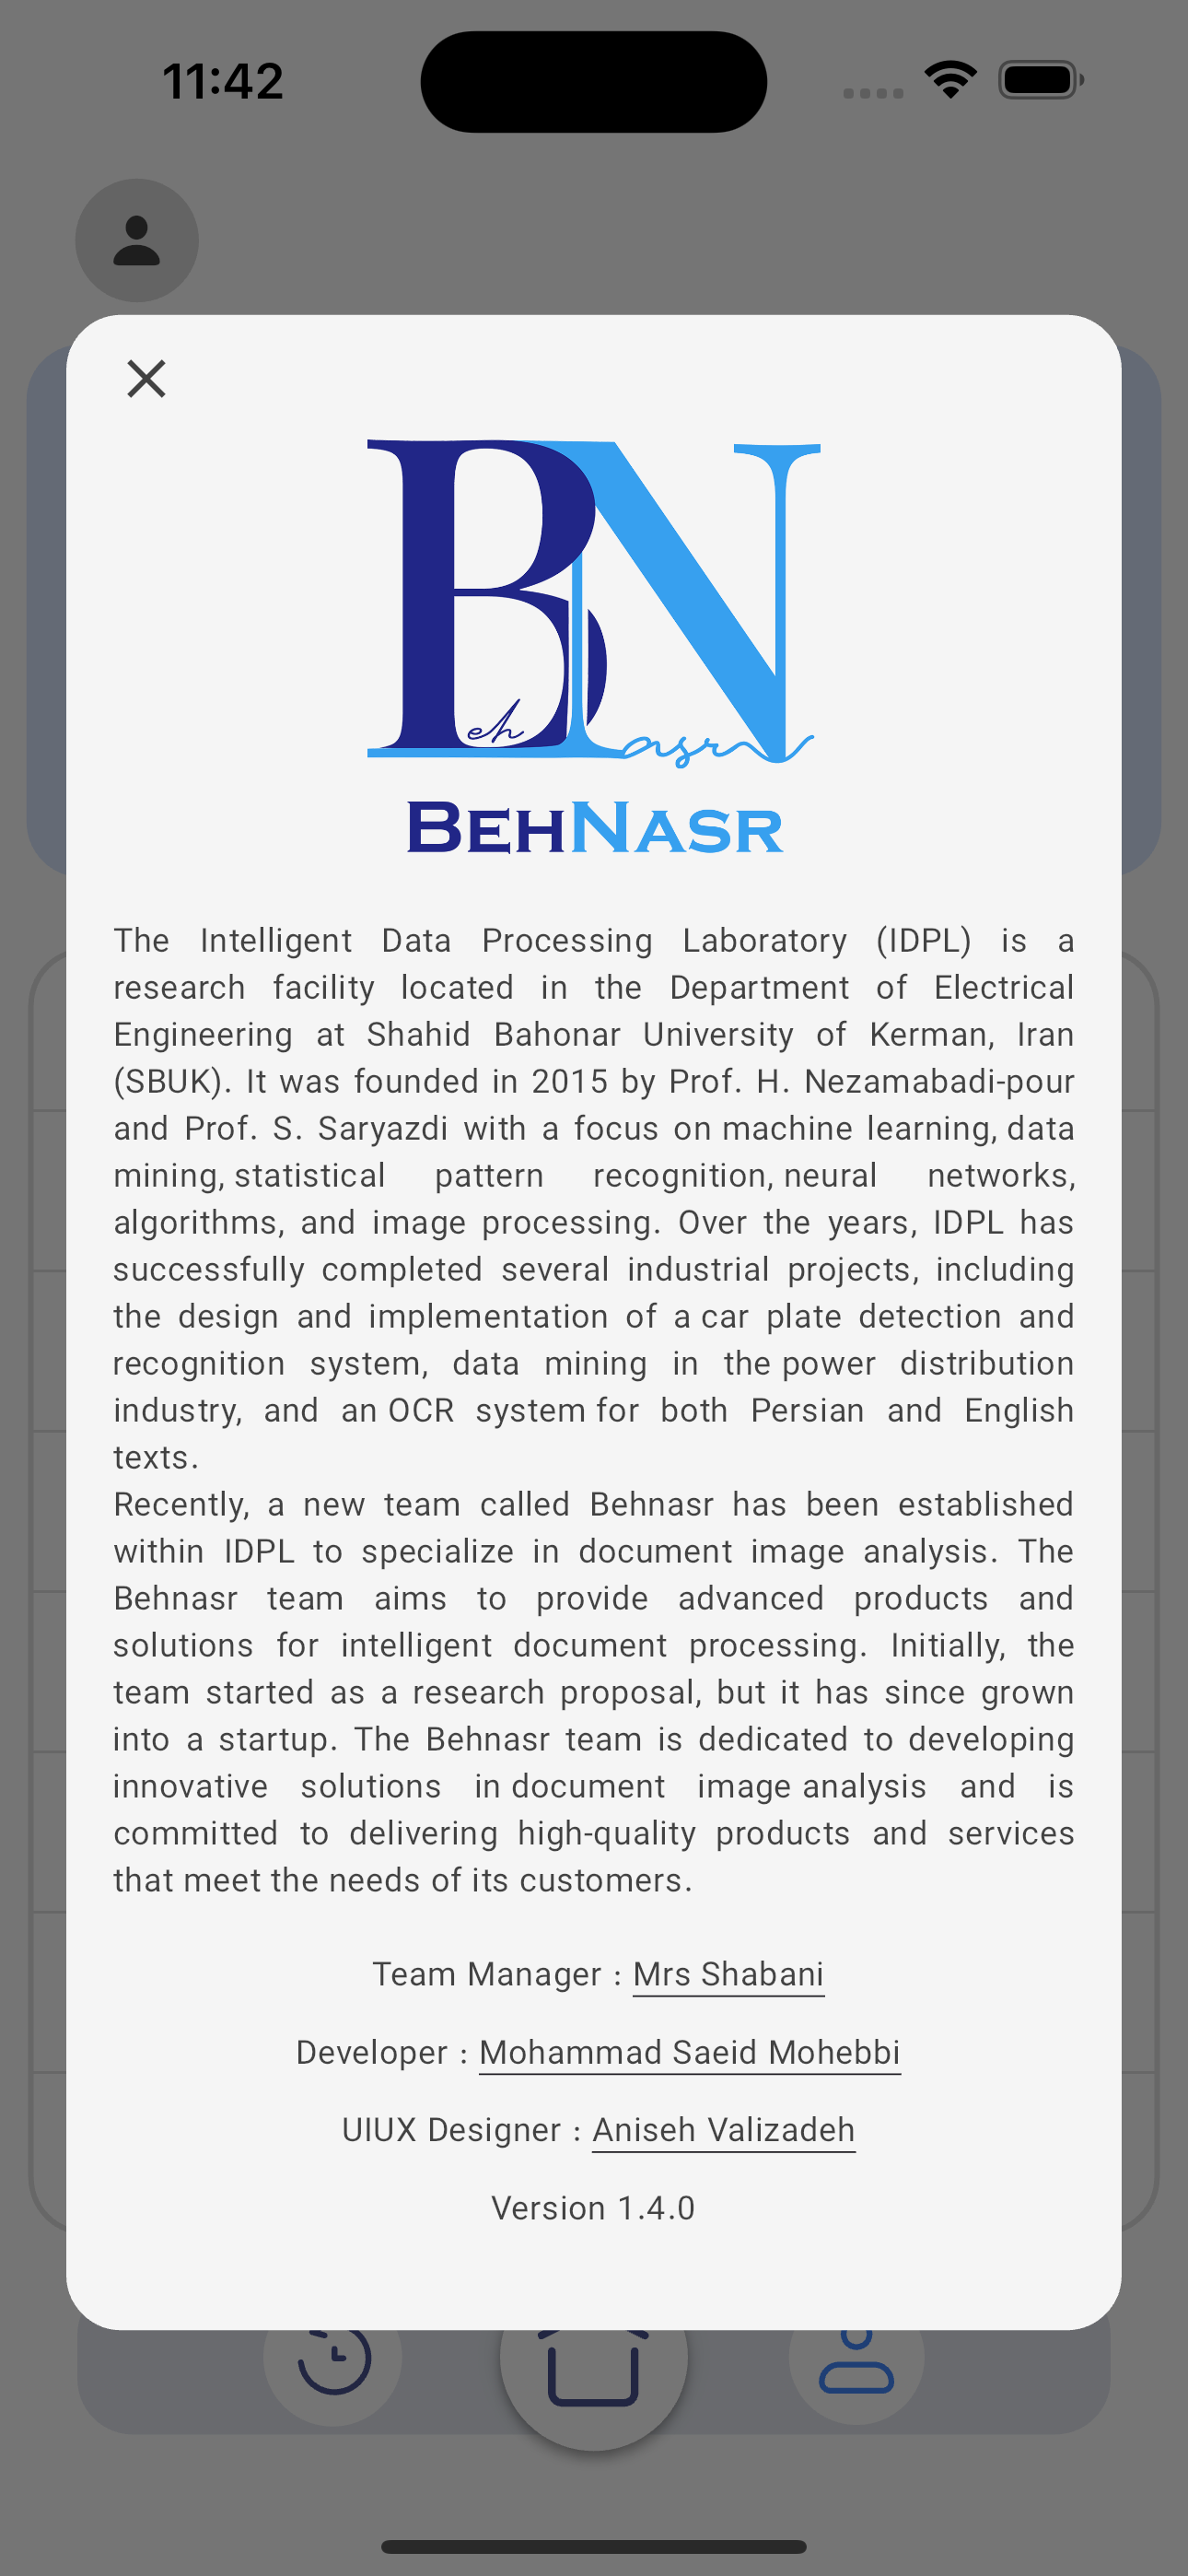 11:42
BN
eh asr
BEHNASR
The Intelligent Data Processing Laboratory (IDPL) is a
research facility located in the Department of Electrical
Engineering at Shahid Bahonar University of Kerman, Iran
(SBUK). It was founded in 2015 by Prof. H. Nezamabadi-pour
and Prof. S. Saryazdi with a focus on machine learning, data
mining, statistical pattern recognition, neural networks,
algorithms, and image processing. Over the years, IDPL has
successfully completed several industrial projects, including
the design and implementation of a car plate detection and
recognition system, data mining in the power distribution
industry, and an OCR system for both Persian and English
texts.
Recently, a new team called Behnasr has been established
within IDPL to specialize in document image analysis. The
Behnasr team aims to provide advanced products and
solutions for intelligent document processing. Initially, the
team started as a research proposal, but it has since grown
into a startup. The Behnasr team is dedicated to developing
innovative solutions in document image analysis and is
committed to delivering high-quality products and services
that meet the needs of its customers.
Team Manager : Mrs Shabani
Developer : Mohammad Saeid Mohebbi
UIUX Designer : Aniseh Valizadeh
Version 1.4.0